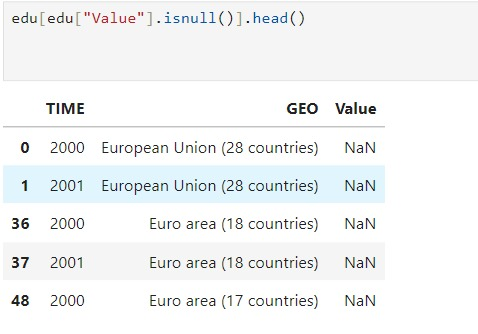 edu[edu["Value"].isnull()].head()
TIME GEO Value
0 2000 European Union (28 countries) NaN
1 2001 European Union (28 countries) NaN
36 2000 Euro area (18 countries) NaN
37 2001 Euro area (18 countries) NaN
48 2000 Euro area (17 countries) NaN